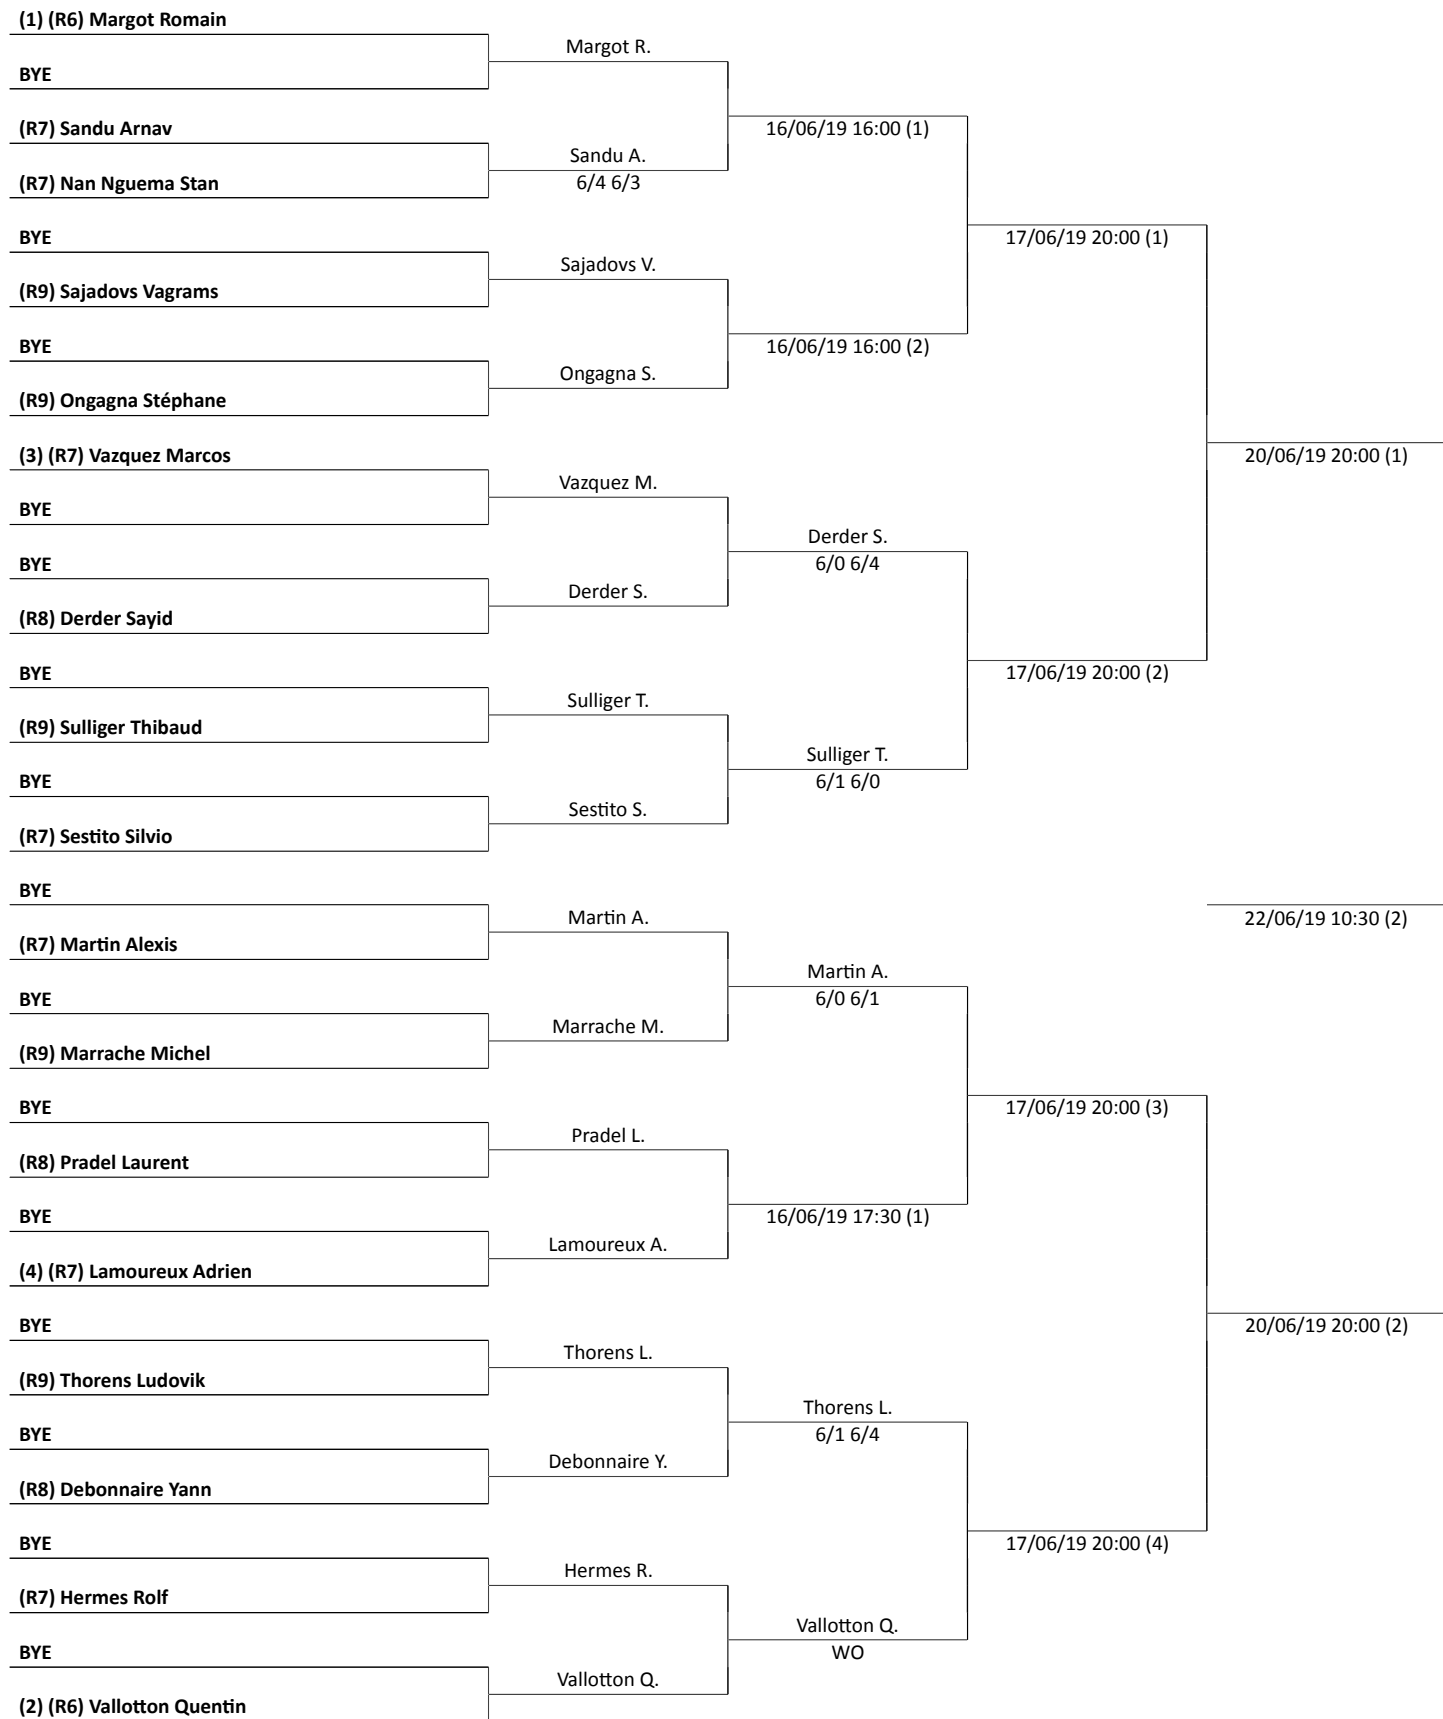 (1) (R6) Margot Romain
BYE
(R7) Sandu Arnav
(R7) Nan Nguema Stan
BYE
(R9) Sajadovs Vagrams
BYE
(R9) Ongagna Stéphane
(3) (R7) Vazquez Marcos
BYE
BYE
(R8) Derder Sayid
BYE
(R9) Sulliger Thibaud
BYE
(R7) Sestito Silvio
BYE
(R7) Martin Alexis
BYE
(R9) Marrache Michel
BYE
(R8) Pradel Laurent
BYE
(4) (R7) Lamoureux Adrien
BYE
(R9) Thorens Ludovik
BYE
(R8) Debonnaire Yann
BYE
(R7) Hermes Rolf
BYE
(2) (R6) Vallotton Quentin
Margot R.
Sandu A.
6/4 6/3
Sajadovs V.
Ongagna S.
Vazquez M.
Derder S.
Sulliger T.
Sestito S.
Martin A.
Marrache M.
Pradel L.
Lamoureux A.
Thorens L.
Debonnaire Y.
Hermes R.
Vallotton Q.
16/06/19 16:00 (1)
16/06/19 16:00 (2)
Derder S.
6/0 6/4
Sulliger T.
6/1 6/0
Martin A.
6/0 6/1
16/06/19 17:30 (1)
Thorens L.
6/1 6/4
Vallotton Q.
WO
17/06/19 20:00 (1)
17/06/19 20:00 (2)
17/06/19 20:00 (3)
17/06/19 20:00 (4)
20/06/19 20:00 (1)
22/06/19 10:30 (2)
20/06/19 20:00 (2)